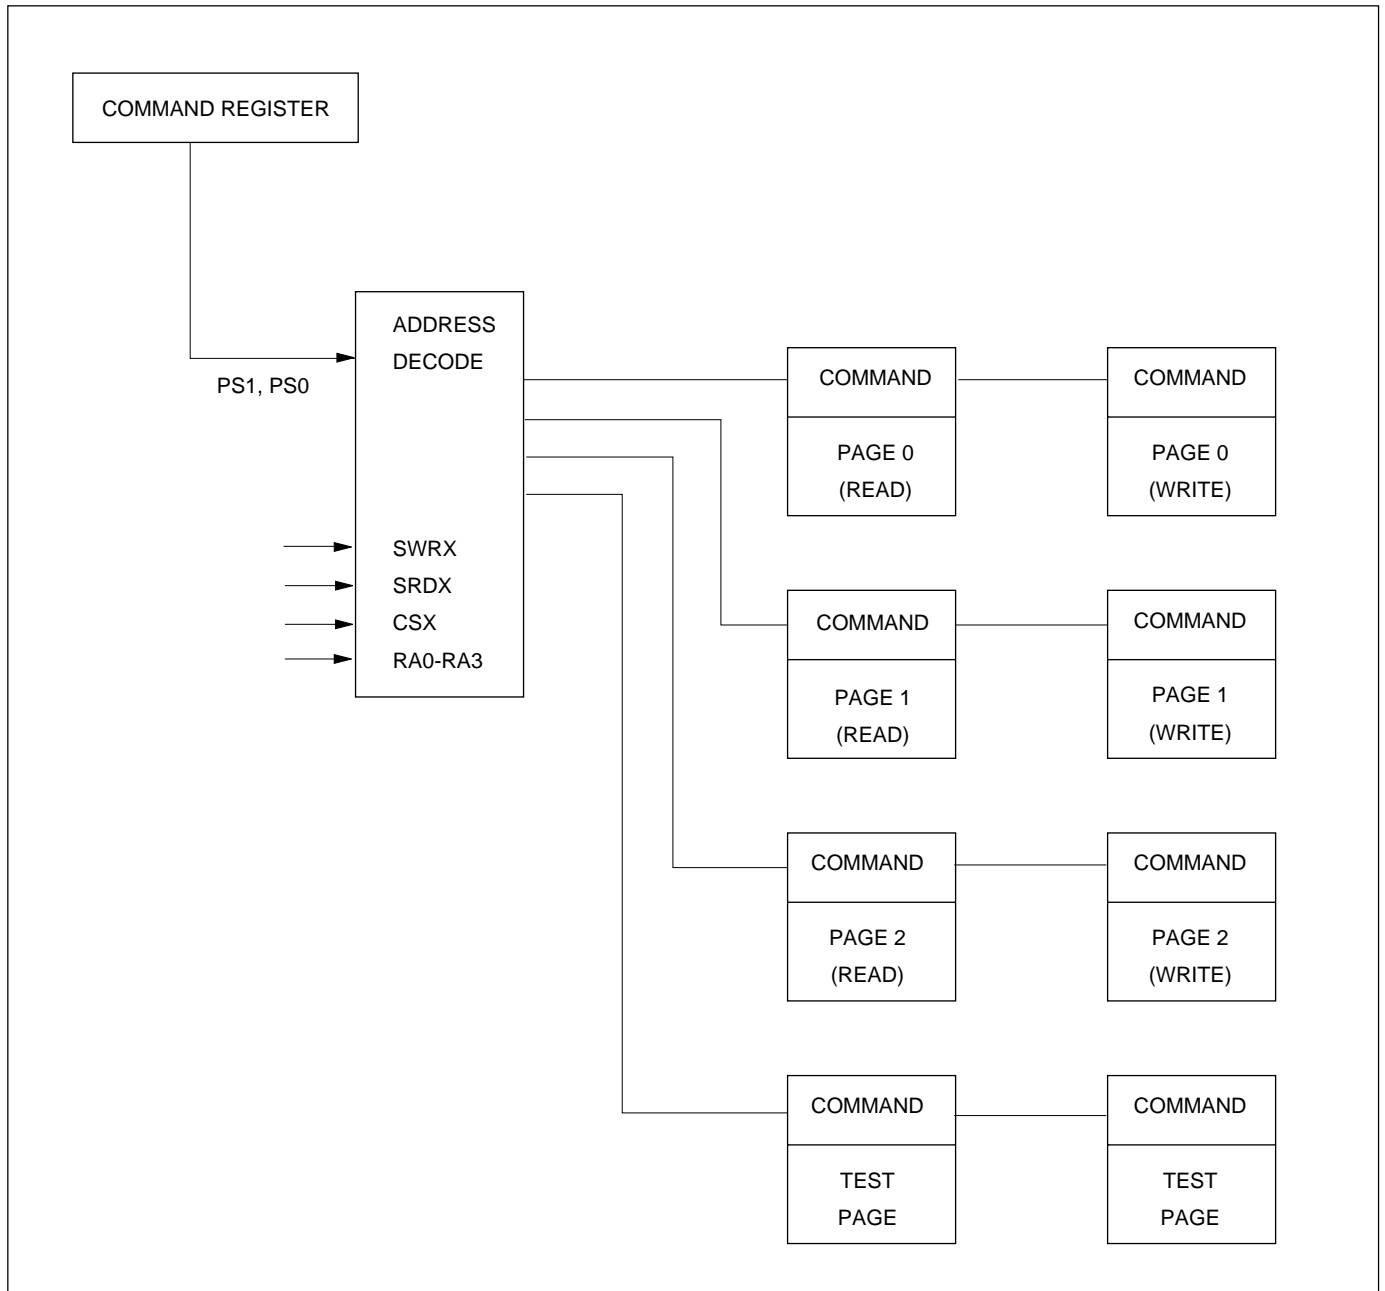 COMMAND REGISTER
ADDRESS
DECODE
PS1, PS0
SWRX
SRDX
CSX
RA0-RA3
COMMAND
PAGE 0
(READ)
COMMAND
PAGE 0
(WRITE)
COMMAND
PAGE 1
(READ)
COMMAND
PAGE 1
(WRITE)
COMMAND
PAGE 2
(READ)
COMMAND
PAGE 2
(WRITE)
COMMAND
TEST
PAGE
COMMAND
TEST
PAGE